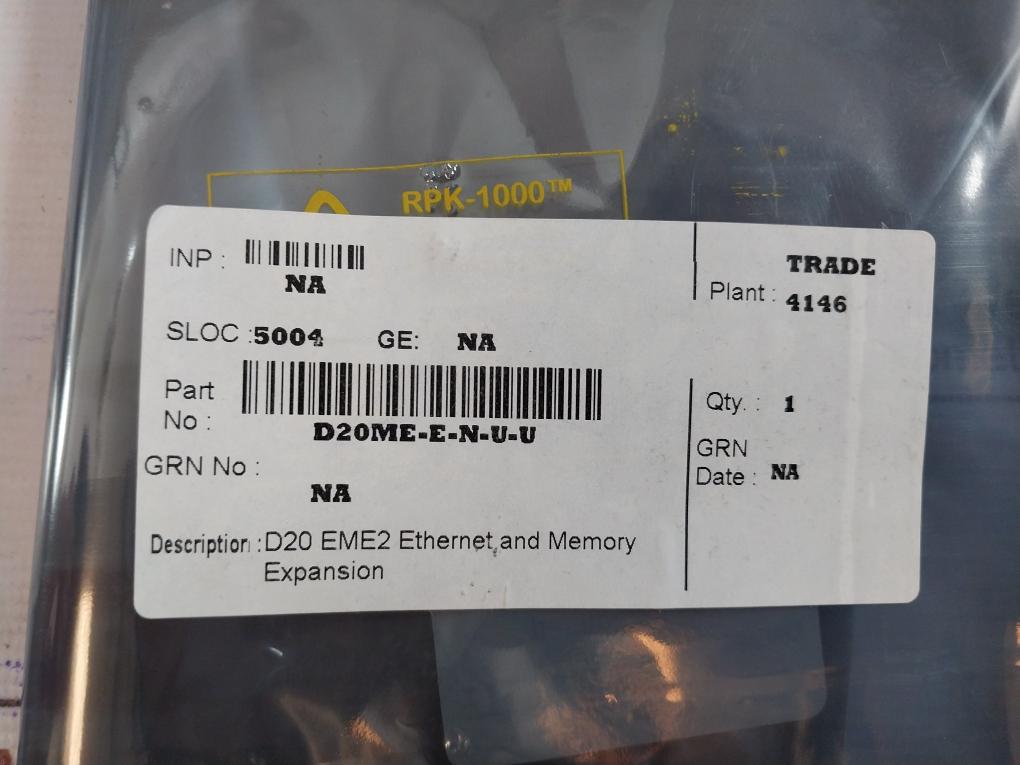 RPK-1000™
INP : NA
TRADE
Plant : 4146
SLOC :5004 GE: NA
Part No : D20ME-E-N-U-U
Qty. : 1
GRN No : NA
GRN Date : NA
Description :D20 EME2 Ethernet and Memory
Expansion